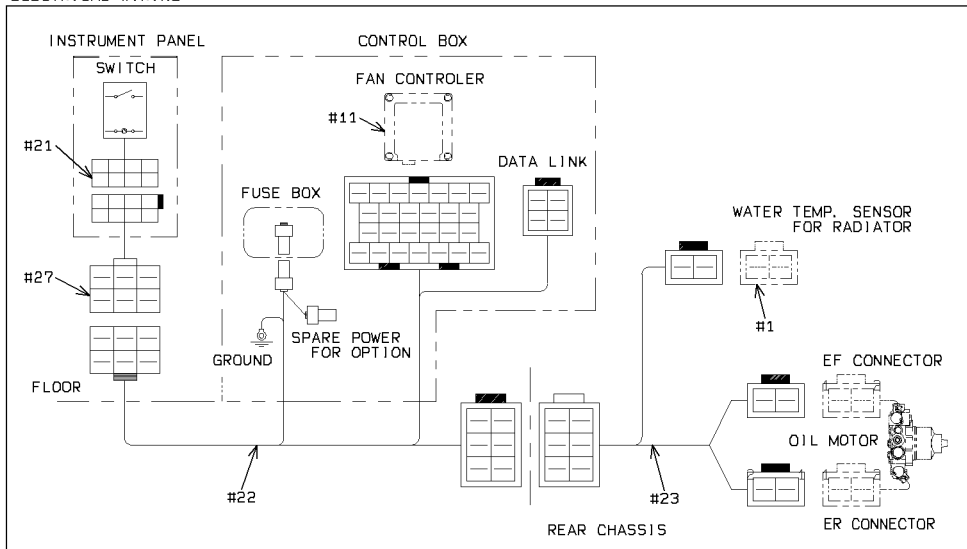 INSTRUMENT PANEL
SWITCH
#21
#27
FLOOR
CONTROL BOX
FAN CONTROLER
#11
DATA LINK
FUSE BOX
SPARE POWER
FOR OPTION
GROUND
WATER TEMP. SENSOR
FOR RADIATOR
#1
EF CONNECTOR
OIL MOTOR
ER CONNECTOR
#22
#23
REAR CHASSIS